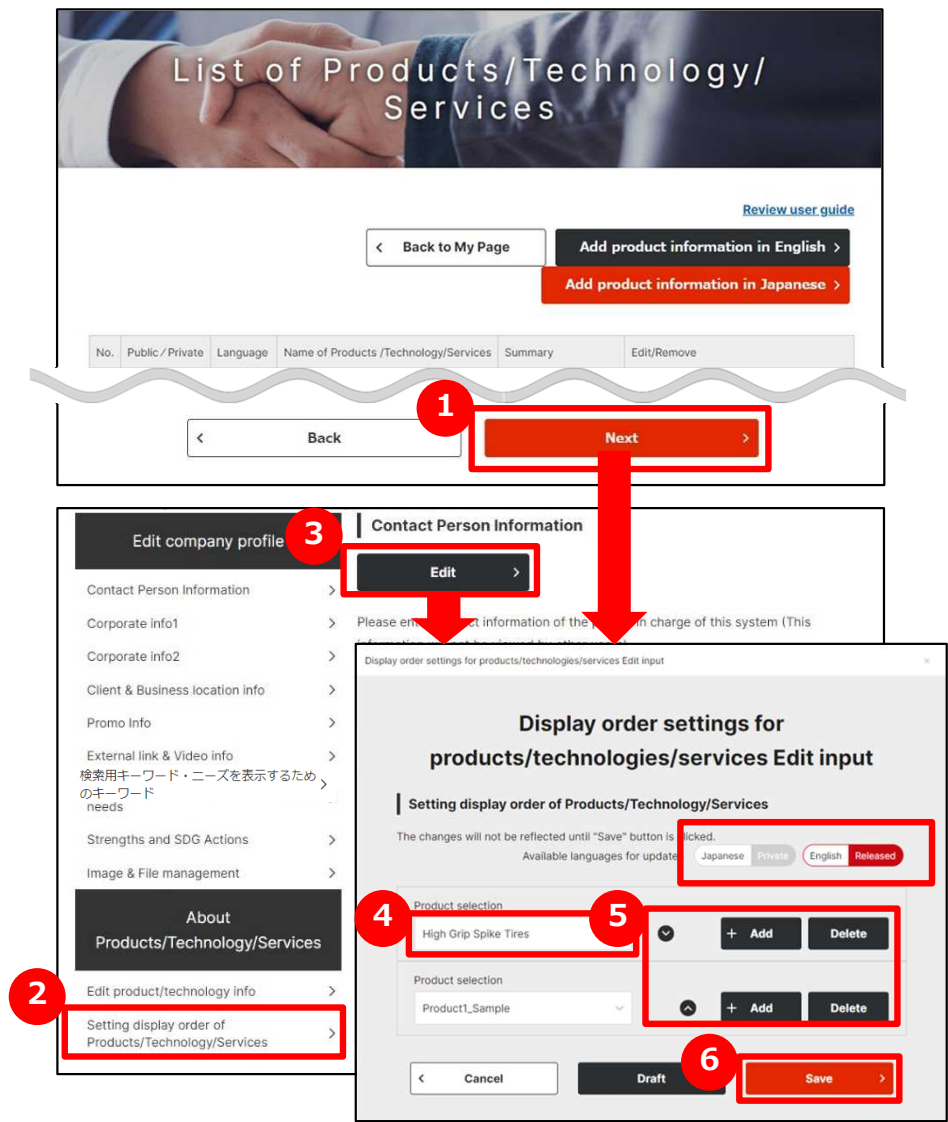 List of Products/Technology/
Services
Review user guide
Back to My Page
Add product information in English
Add product information in Japanese
No. Public/Private Language Name of Products /Technology/Services Summary Edit/Remove
1
Back
Next
Edit company profile
3
Contact Person Information
Edit
Contact Person Information
Corporate info1
Corporate info2
Client & Business location info
Promo Info
External link & Video info
検索用キーワード・ニーズを表示するため
のキーワード
needs
Strengths and SDG Actions
Image & File management
About
Products/Technology/Services
2
Edit product/technology info
Setting display order of
Products/Technology/Services
Please information of the in charge of this system (This
Display order settings for products/technologies/services Edit input
Display order settings for
products/technologies/services Edit input
Setting display order of Products/Technology/Services
The changes will not be reflected until "Save" button is clicked.
Available languages for update Japanese Private English Released
4
Product selection
5
High Grip Spike Tires
+ Add
Delete
Product selection
Product1_Sample
+ Add
Delete
6
Cancel
Draft
Save